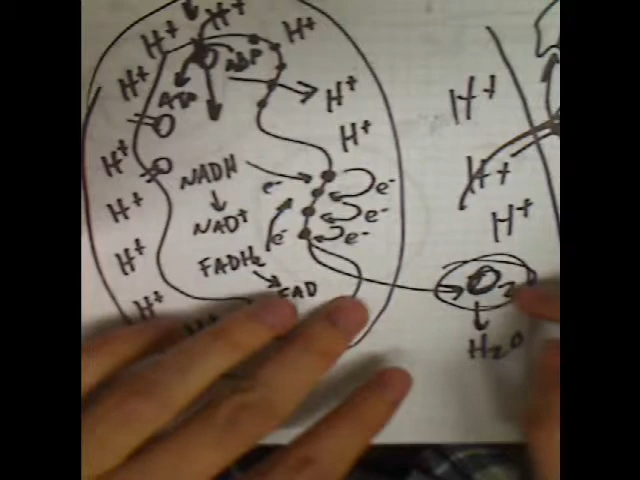 H+
H+
H+
H+
ADP
ATP
H+
H+
H+
H+
NADH
e-
e-
H+
H+
NAD+
e-
H+
e-
e-
FADH2
H+
FAD
O2
H+
H+
H2O